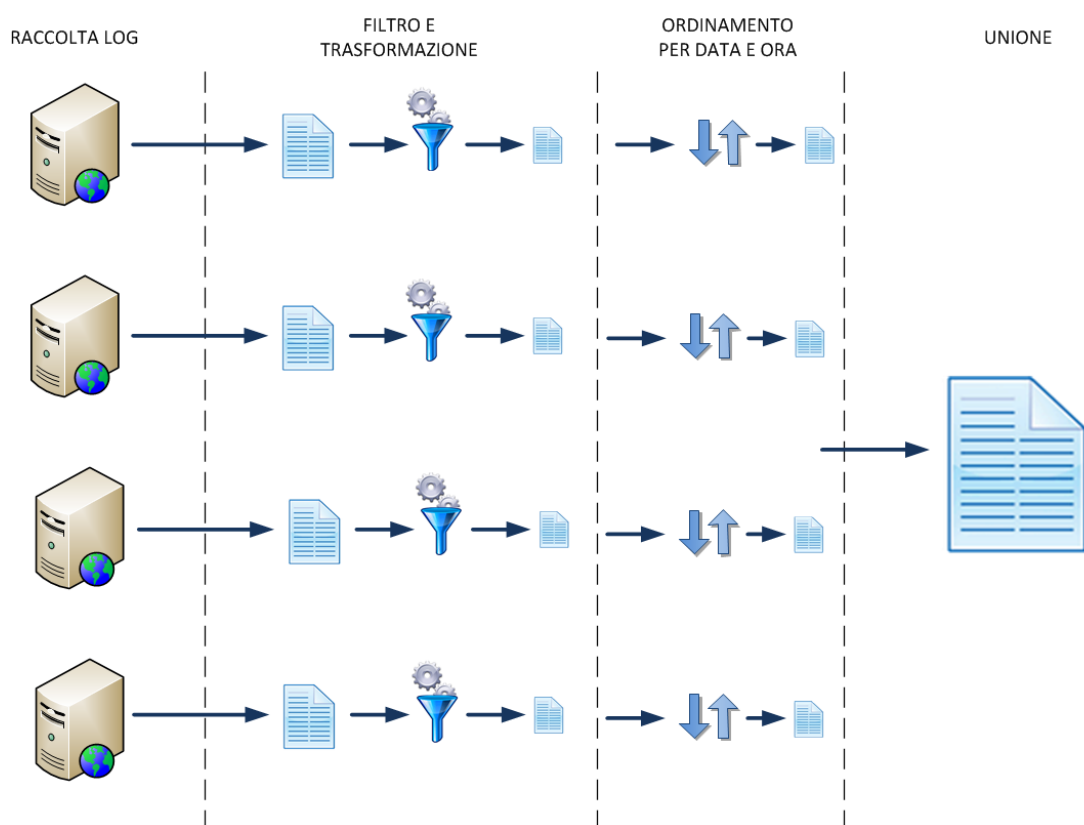 RACCOLTA LOG
FILTRO E
TRASFORMAZIONE
ORDINAMENTO
PER DATA E ORA
UNIONE